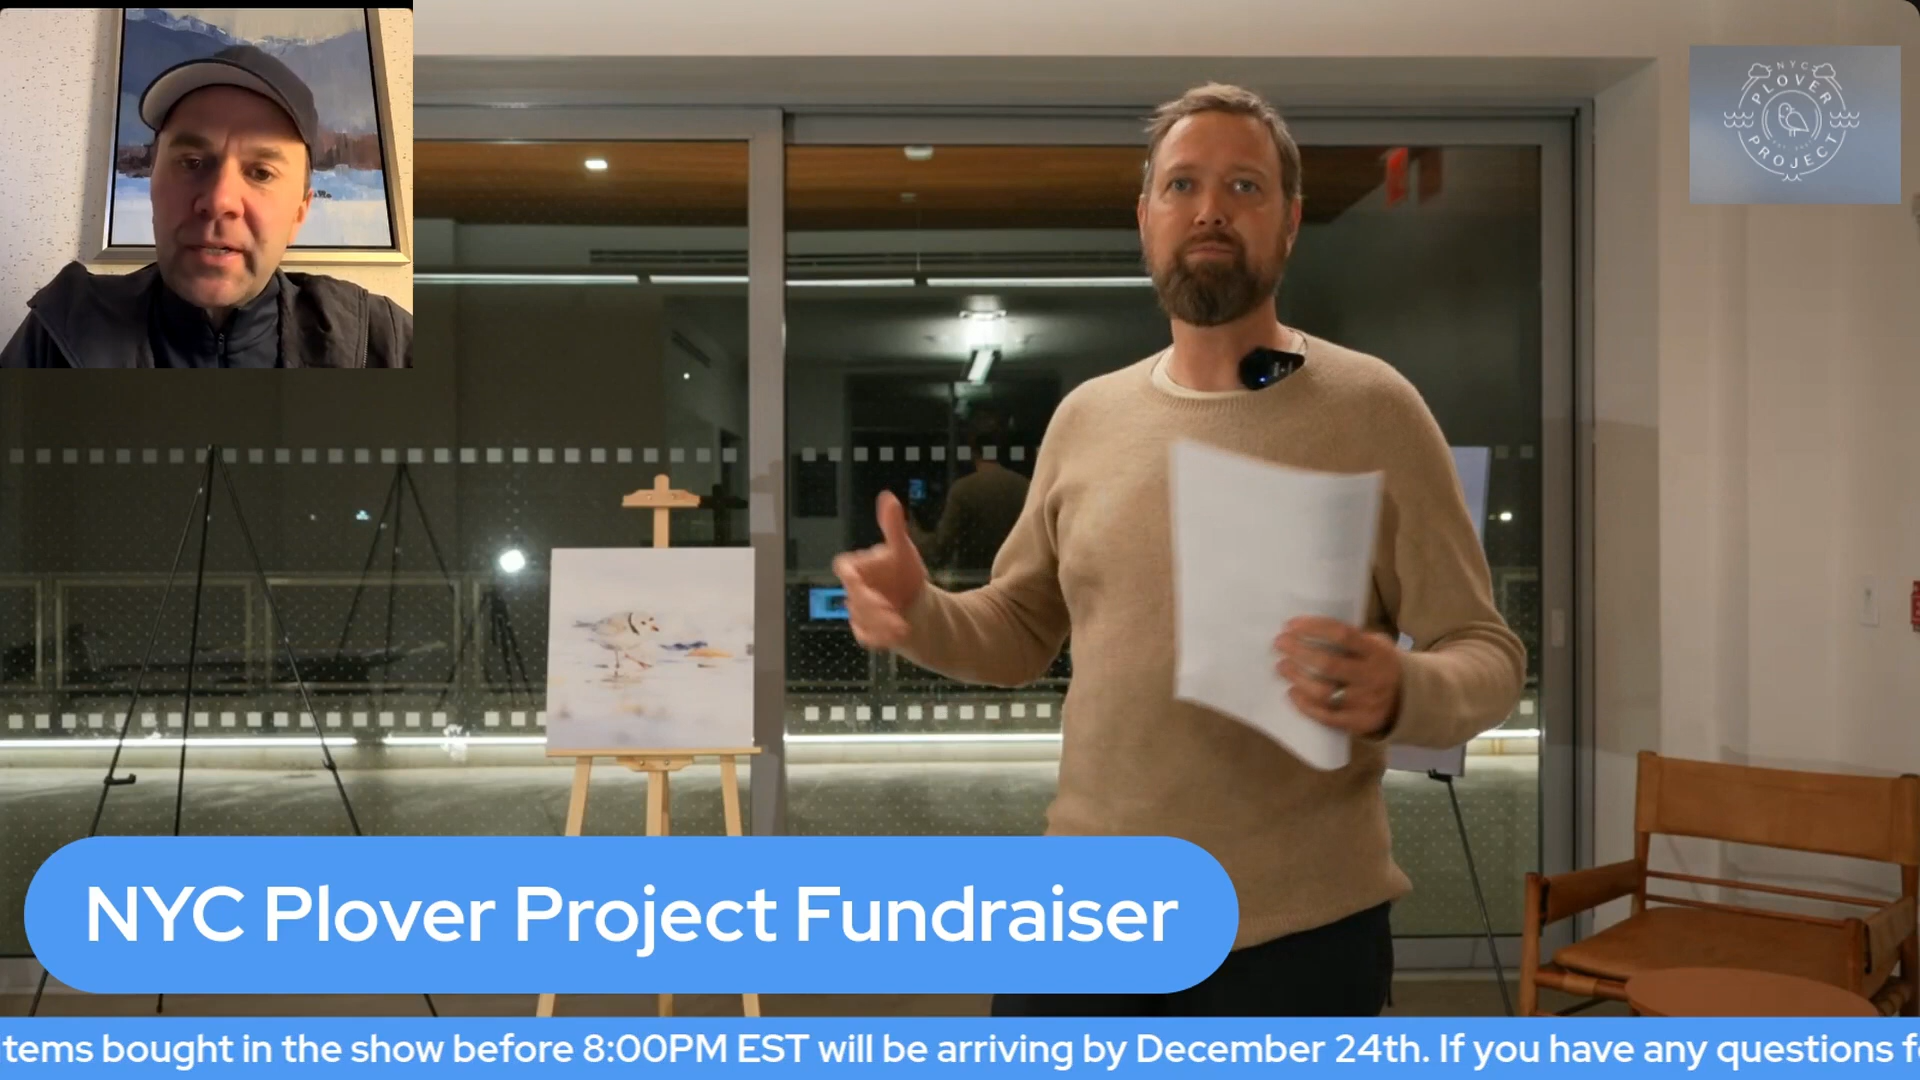 NYC
PLOVER
PROJECT
NYC Plover Project Fundraiser
tems bought in the show before 8:00PM EST will be arriving by December 24th. If you have any questions f